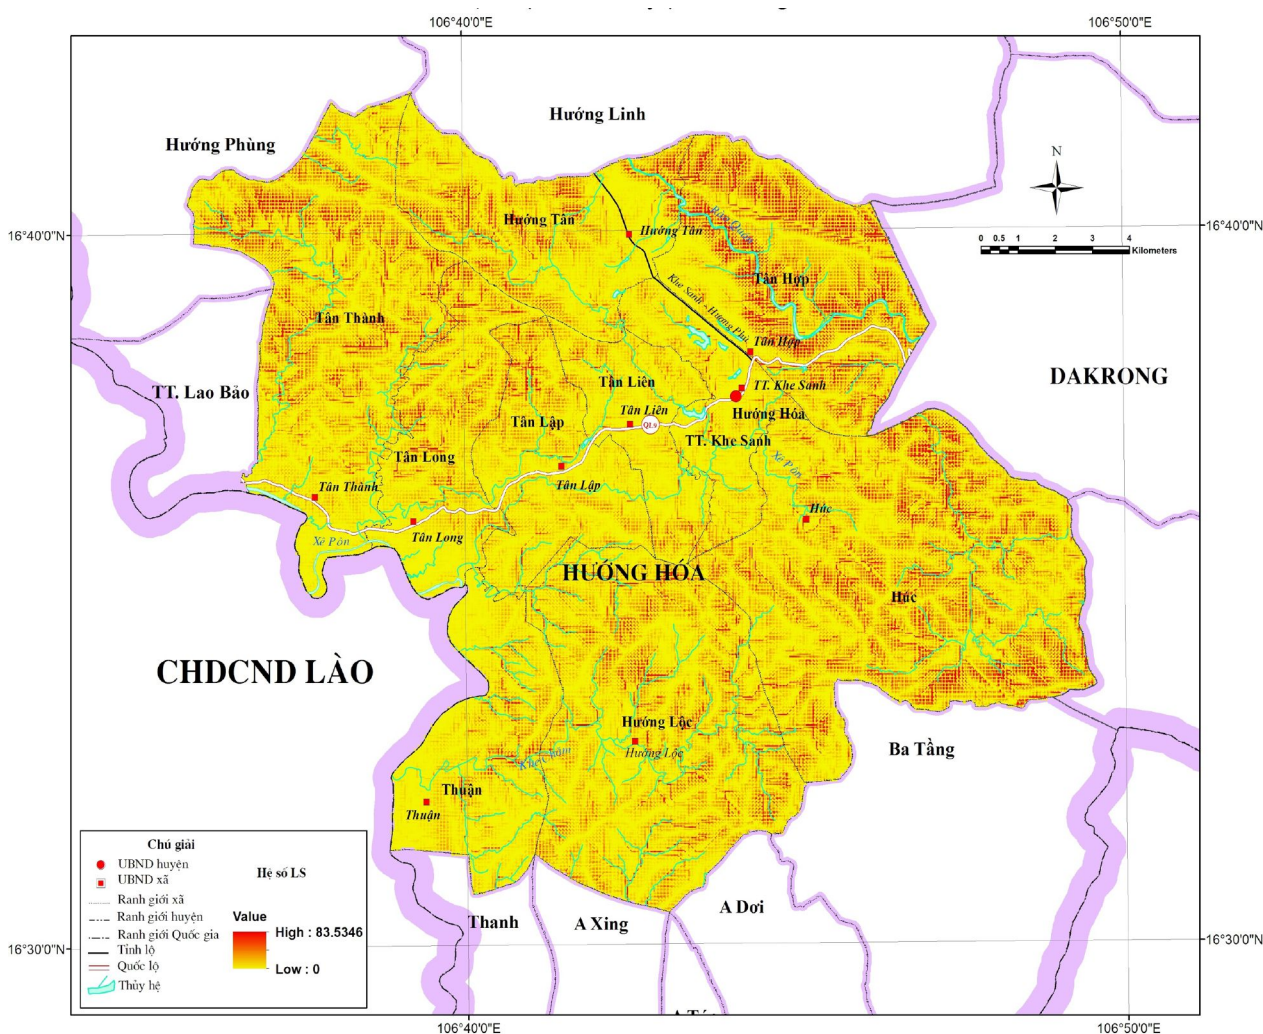 106°40'0"E
106°50'0"E
Hướng Linh
Hướng Phùng
N
Hướng Tân
Hướng Tân
16°40'0"N
16°40'0"N
0 0.5 1 2 3 4
Kilometers
Tân Hợp
Khe Sanh - Hương Phù
Tân Thành
Tân Hợp
DAKRONG
TT. Lao Bảo
Tân Liên
TT. Khe Sanh
Tân Liên
Hướng Hóa
Tân Lập
QL9
TT. Khe Sanh
Tân Long
Xê Pôn
Tân Lập
Tân Thành
Húc
Tân Long
Xê Pôn
HƯỚNG HÓA
Húc
CHDCND LÀO
Hướng Lộc
Hướng Lộc
Ba Tầng
Thuận
Thuận
Chú giải
UBND huyện
UBND xã
Ranh giới xã
Ranh giới huyện
Ranh giới Quốc gia
Tỉnh lộ
Quốc lộ
Thủy hệ
Hệ số LS
Value
High : 83.5346
Low : 0
Thanh
A Xing
A Dơi
16°30'0"N
16°30'0"N
106°40'0"E
106°50'0"E